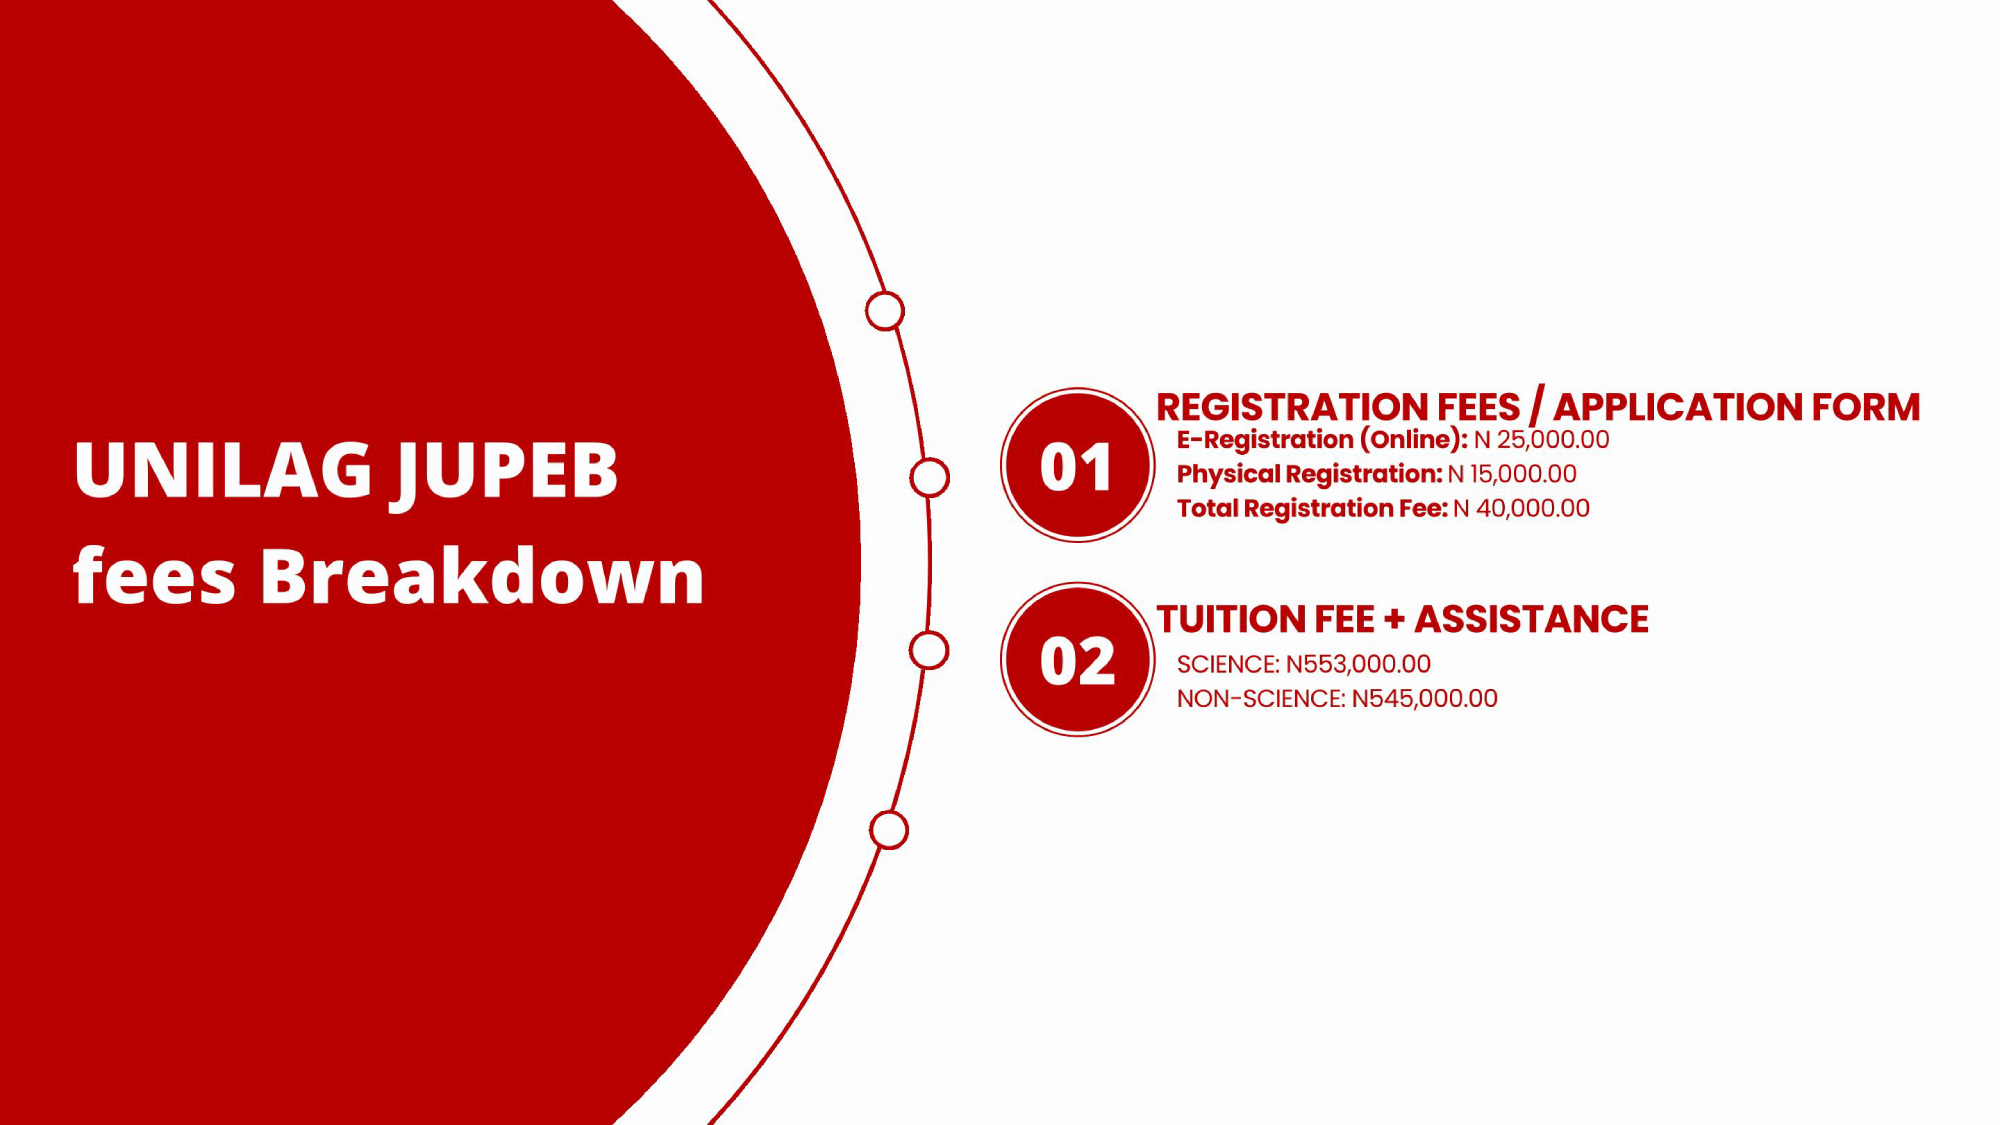 UNILAG JUPEB
fees Breakdown
01
REGISTRATION FEES / APPLICATION FORM
E-Registration (Online): N 25,000.00
Physical Registration: N 15,000.00
Total Registration Fee: N 40,000.00
02
TUITION FEE + ASSISTANCE
SCIENCE: N553,000.00
NON-SCIENCE: N545,000.00